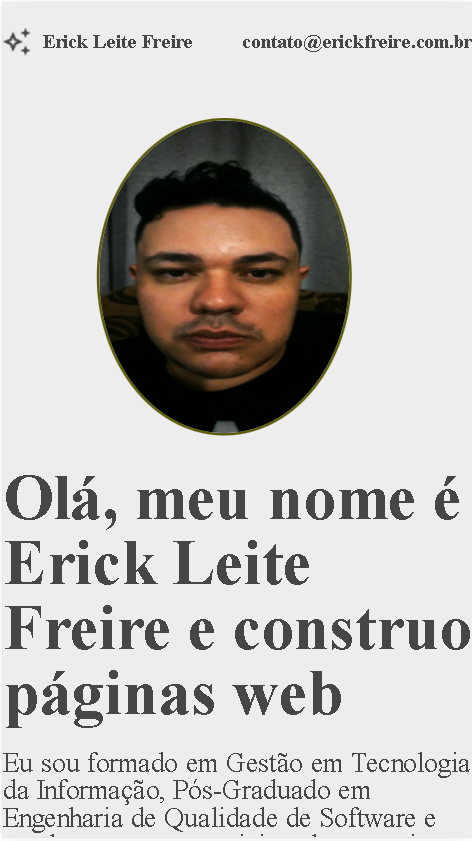 Erick Leite Freire contato@erickfreire.com.br
Olá, meu nome é
Erick Leite
Freire e construo
páginas web
Eu sou formado em Gestão em Tecnologia
da Informação, Pós-Graduado em
Engenharia de Qualidade de Software e